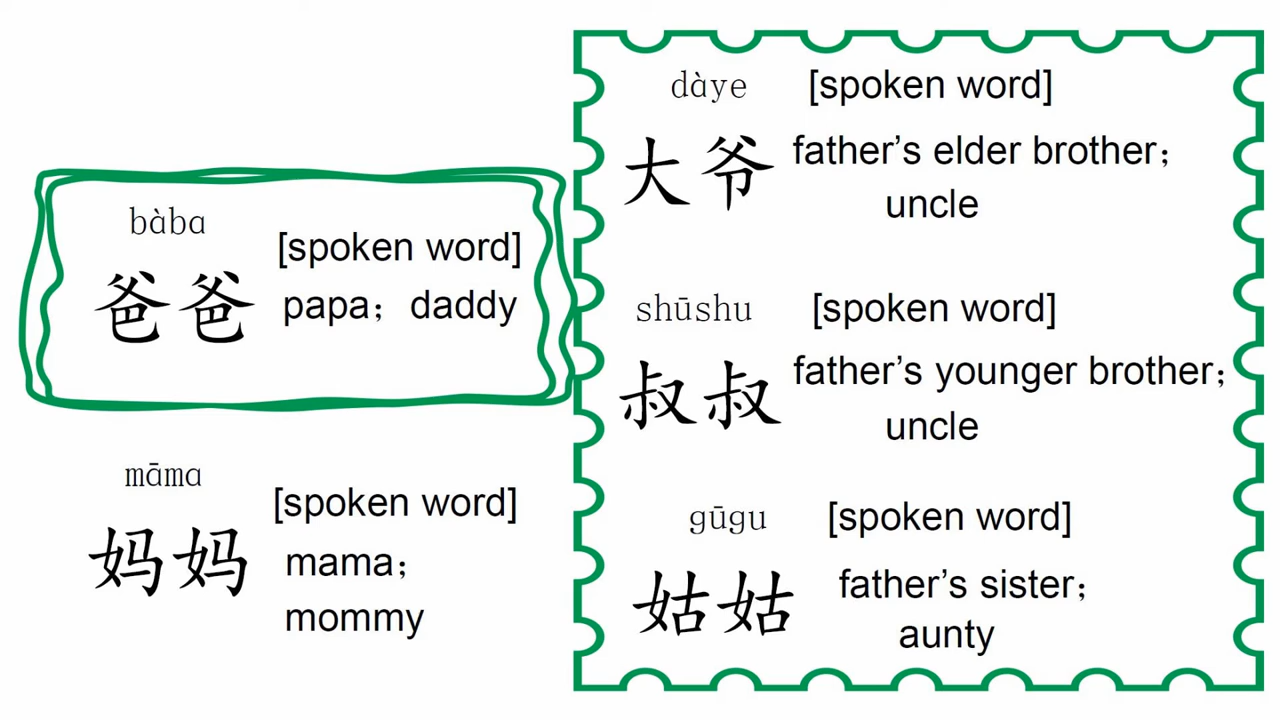 bàba
爸爸
[spoken word]
papa；daddy
māma
妈妈
[spoken word]
mama；
mommy
dàye
大爷
[spoken word]
father’s elder brother；
uncle
shūshu
叔叔
[spoken word]
father’s younger brother；
uncle
gūgu
姑姑
[spoken word]
father’s sister；
aunty